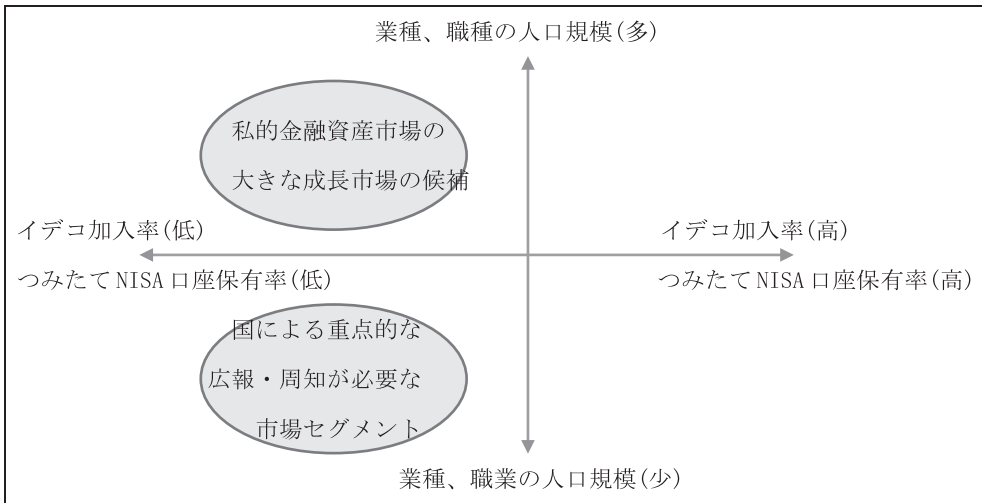 業種、職種の人口規模(多)
私的金融資産市場の
大きな成長市場の候補
イデコ加入率(低)
イデコ加入率(高)
つみたてNISA口座保有率(低)
つみたてNISA口座保有率(高)
国による重点的な
広報・周知が必要な
市場セグメント
業種、職業の人口規模(少)